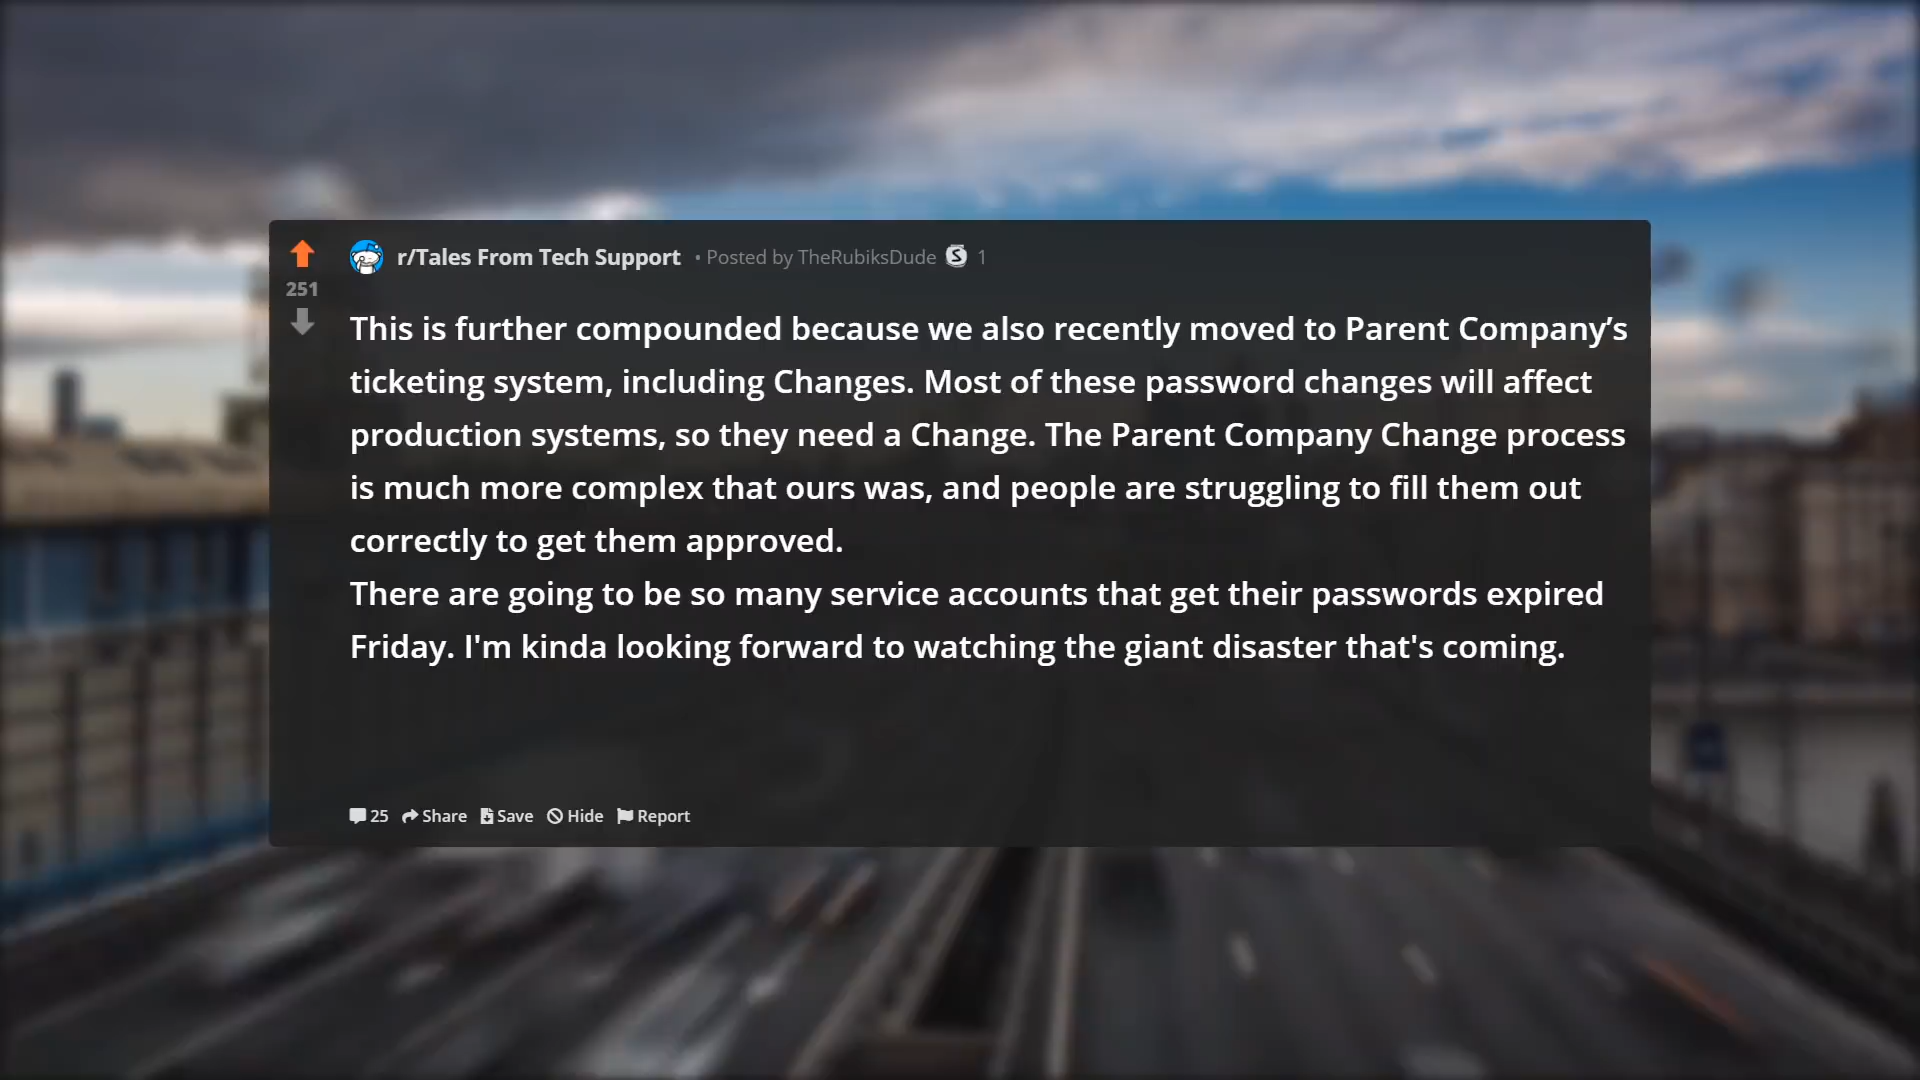 r/Tales From Tech Support • Posted by TheRubiksDude S 1
251
This is further compounded because we also recently moved to Parent Company’s
ticketing system, including Changes. Most of these password changes will affect
production systems, so they need a Change. The Parent Company Change process
is much more complex that ours was, and people are struggling to fill them out
correctly to get them approved.
There are going to be so many service accounts that get their passwords expired
Friday. I'm kinda looking forward to watching the giant disaster that's coming.
25 Share Save Hide Report